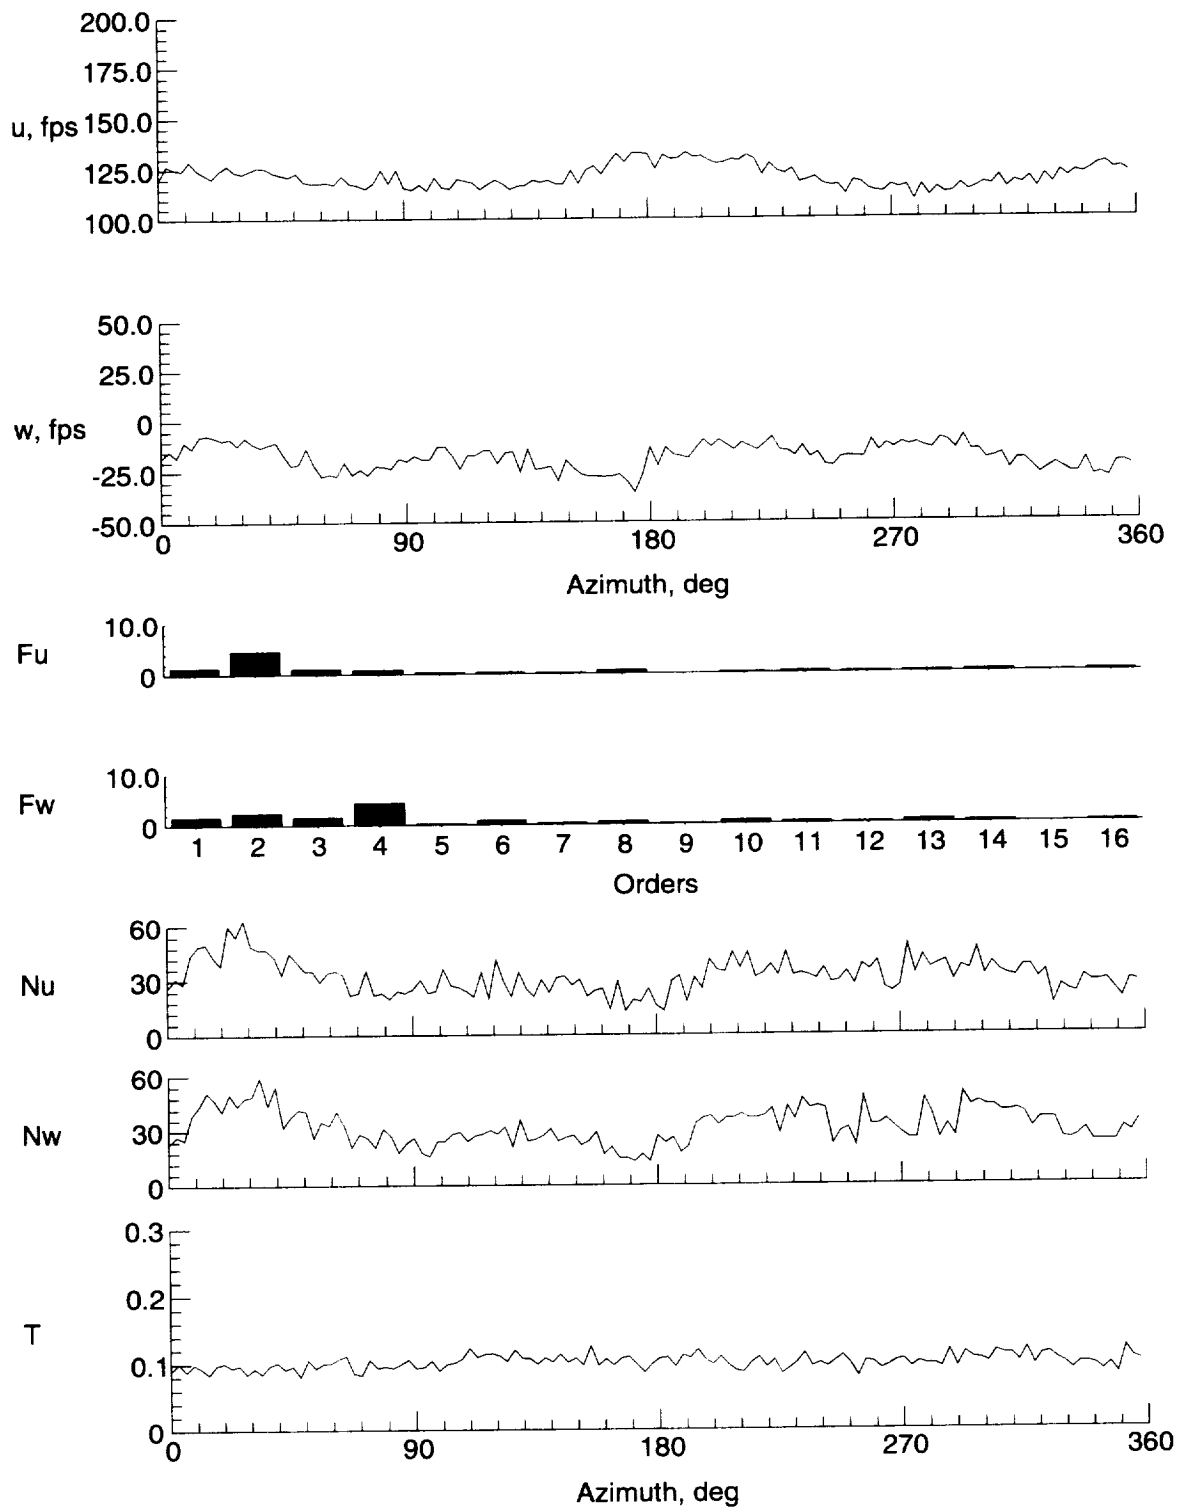 200.0
175.0
u, fps 150.0
125.0
100.0
50.0
25.0
w, fps 0
-25.0
-50.0
0 90 180 270 360
Azimuth, deg
Fu 10.0
0
Fw 10.0
0
1 2 3 4 5 6 7 8 9 10 11 12 13 14 15 16
Orders
60
Nu 30
0
60
Nw 30
0
0.3
0.2
T
0.1
0
0 90 180 270 360
Azimuth, deg